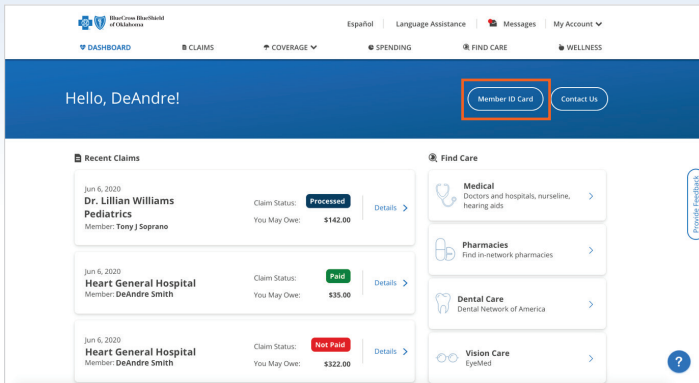 BlueCross BlueShield
of Oklahoma
Español Language Assistance Messages My Account
DASHBOARD CLAIMS COVERAGE SPENDING FIND CARE WELLNESS
Hello, DeAndre!
Member ID Card Contact Us
Recent Claims
Jun 6, 2020
Dr. Lillian Williams
Pediatrics
Member: Tony J Soprano
Claim Status: Processed
You May Owe: $142.00
Details
Jun 6, 2020
Heart General Hospital
Member: DeAndre Smith
Claim Status: Paid
You May Owe: $35.00
Details
Jun 6, 2020
Heart General Hospital
Member: DeAndre Smith
Claim Status: Not Paid
You May Owe: $322.00
Details
Find Care
Medical
Doctors and hospitals, nurseline,
hearing aids
Pharmacies
Find in-network pharmacies
Dental Care
Dental Network of America
Vision Care
EyeMed
Provide Feedback
?